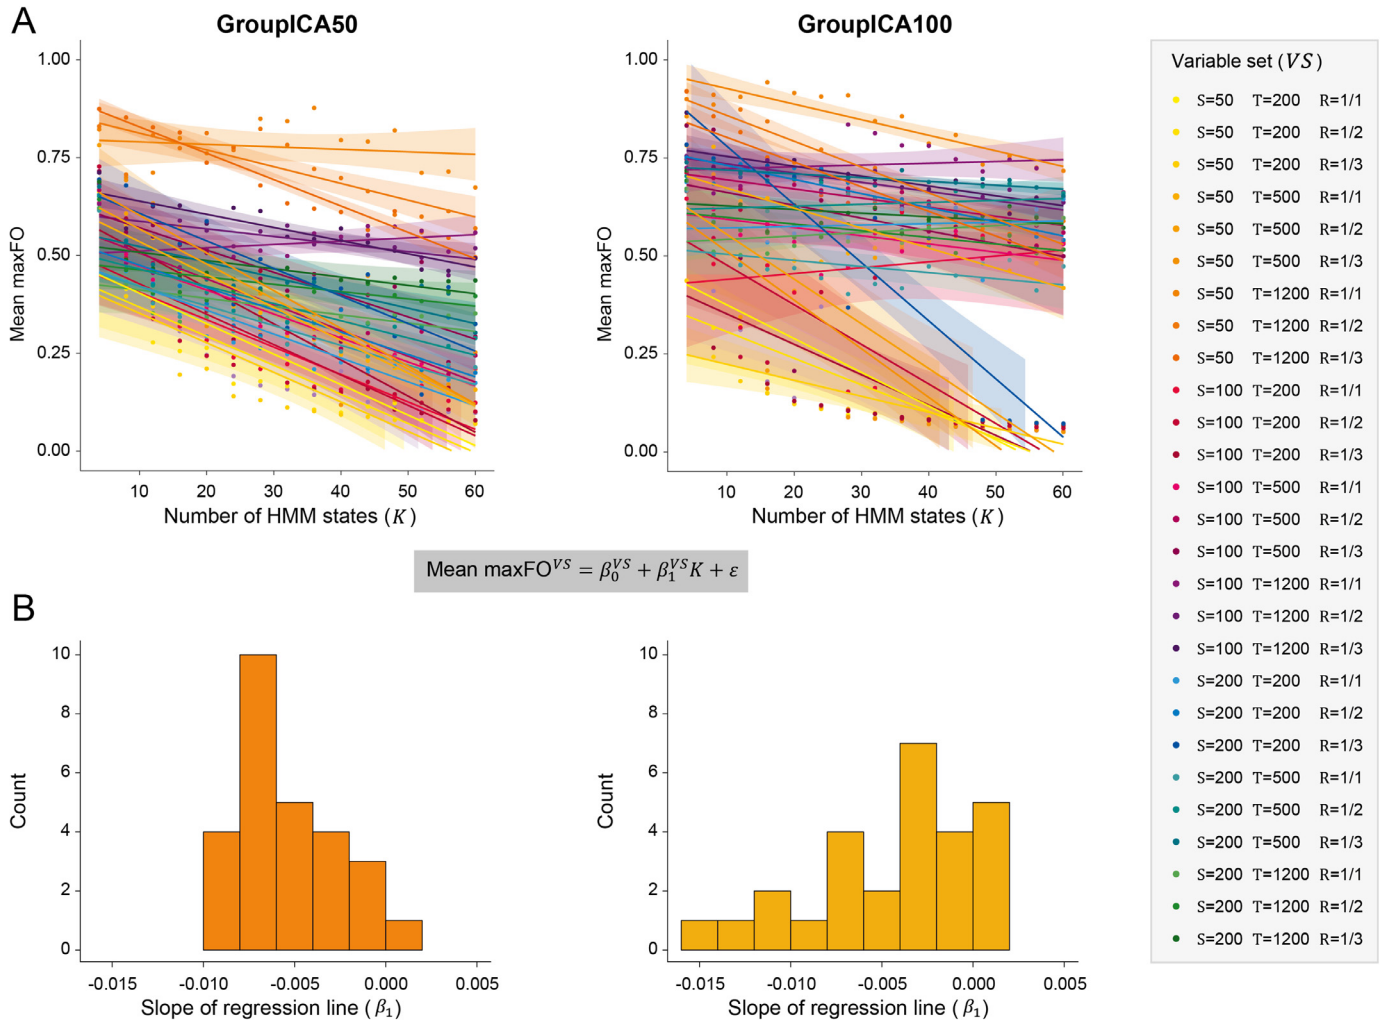 A
GroupICA50
GroupICA100
1.00
0.75
0.50
0.25
0.00
Mean maxFO
10 20 30 40 50 60
Number of HMM states (K)
1.00
0.75
0.50
0.25
0.00
Mean maxFO
10 20 30 40 50 60
Number of HMM states (K)
Variable set (VS)
S=50 T=200 R=1/1
S=50 T=200 R=1/2
S=50 T=200 R=1/3
S=50 T=500 R=1/1
S=50 T=500 R=1/2
S=50 T=500 R=1/3
S=50 T=1200 R=1/1
S=50 T=1200 R=1/2
S=50 T=1200 R=1/3
S=100 T=200 R=1/1
S=100 T=200 R=1/2
S=100 T=200 R=1/3
S=100 T=500 R=1/1
S=100 T=500 R=1/2
S=100 T=500 R=1/3
S=100 T=1200 R=1/1
S=100 T=1200 R=1/2
S=100 T=1200 R=1/3
S=200 T=200 R=1/1
S=200 T=200 R=1/2
S=200 T=200 R=1/3
S=200 T=500 R=1/1
S=200 T=500 R=1/2
S=200 T=500 R=1/3
S=200 T=1200 R=1/1
S=200 T=1200 R=1/2
S=200 T=1200 R=1/3
Mean maxFO^VS = β₀^VS + β₁^VS K + ε
B
10
8
6
4
2
0
Count
-0.015 -0.010 -0.005 0.000 0.005
Slope of regression line (β₁)
10
8
6
4
2
0
Count
-0.015 -0.010 -0.005 0.000 0.005
Slope of regression line (β₁)